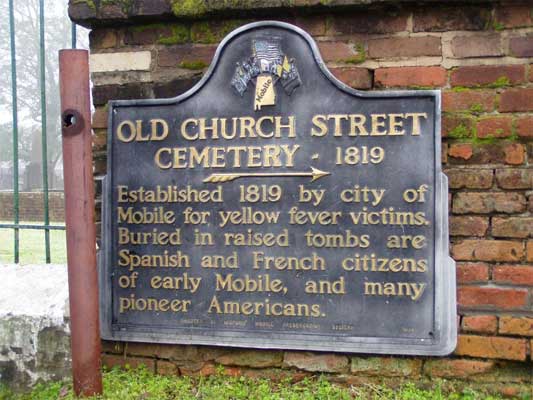 Mobile
OLD CHURCH STREET
CEMETERY - 1819
Established 1819 by city of
Mobile for yellow fever victims.
Buried in raised tombs are
Spanish and French citizens
of early Mobile, and many
pioneer Americans.